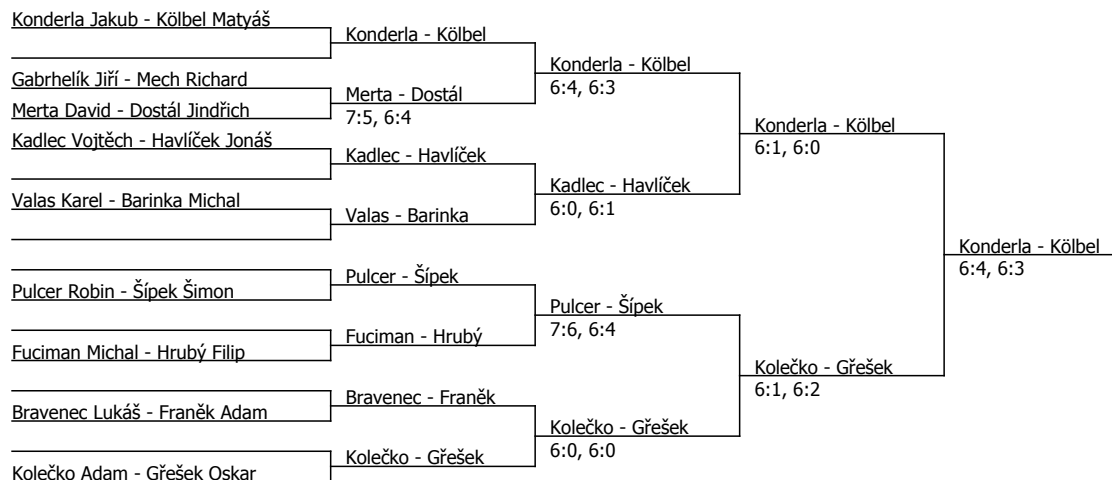 Konderla Jakub - Kölbel Matyáš
Gabrhelík Jiří - Mech Richard
Merta David - Dostál Jindřich
Kadlec Vojtěch - Havlíček Jonáš
Valas Karel - Barinka Michal
Pulcer Robin - Šípek Šimon
Fuciman Michal - Hrubý Filip
Bravenec Lukáš - Franěk Adam
Kolečko Adam - Gřešek Oskar
Konderla - Kölbel
Merta - Dostál
7:5, 6:4
Kadlec - Havlíček
Valas - Barinka
Pulcer - Šípek
Fuciman - Hrubý
Bravenec - Franěk
Kolečko - Gřešek
Konderla - Kölbel
6:4, 6:3
Kadlec - Havlíček
6:0, 6:1
Pulcer - Šípek
7:6, 6:4
Kolečko - Gřešek
6:0, 6:0
Konderla - Kölbel
6:1, 6:0
Kolečko - Gřešek
6:1, 6:2
Konderla - Kölbel
6:4, 6:3